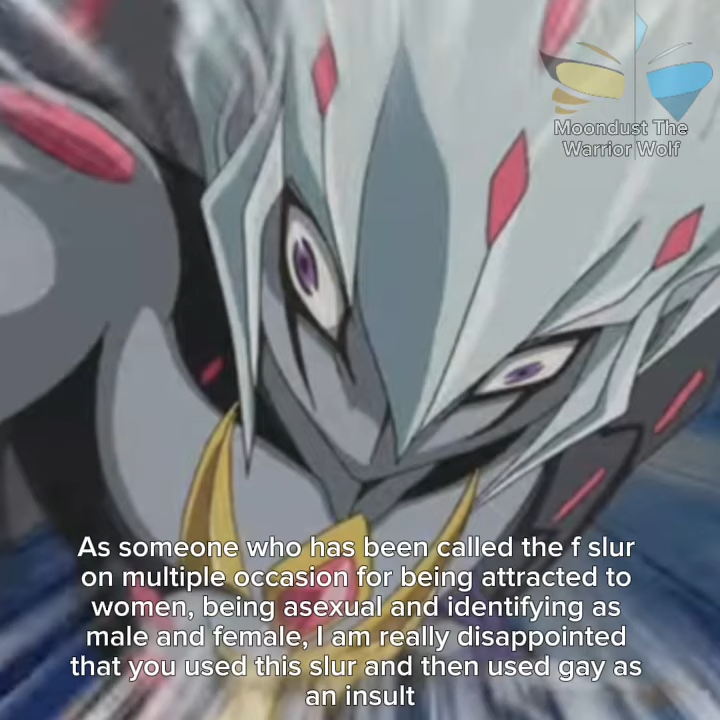 Moondust The
Warrior Wolf
As someone who has been called the f slur
on multiple occasion for being attracted to
women, being asexual and identifying as
male and female, I am really disappointed
that you used this slur and then used gay as
an insult